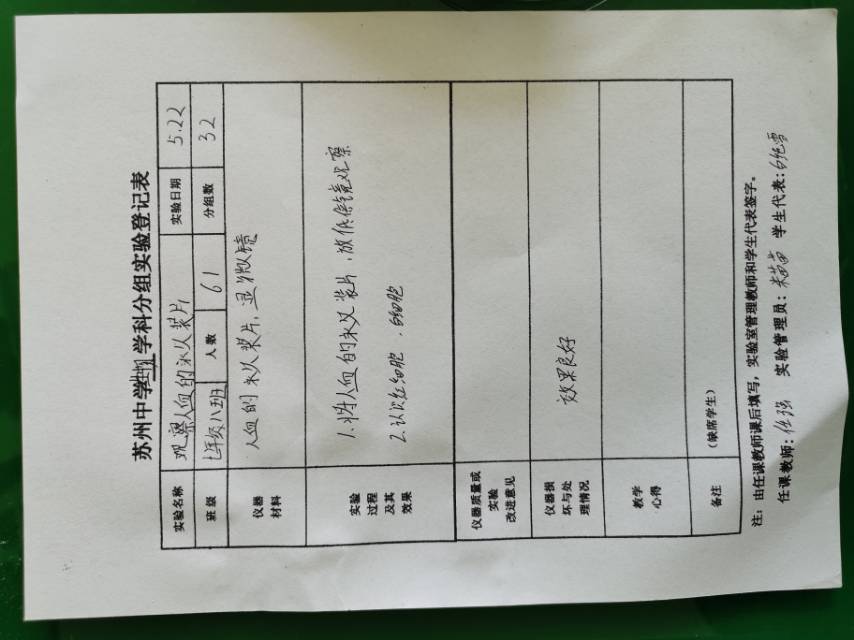 苏州中学生物学科分组实验登记表
实验名称 观察人血的永久装片 实验日期 5.22
班级 七年级八班 人数 61 分组数 32
仪器
材料
人血的永久装片,显微镜
实验
过程
及其
效果
1.将人血的永久装片,放低倍镜观察
2.认识红细胞.白细胞
仪器质量或
实验
改进意见
仪器损
坏与处
理情况
效果良好
教学
心得
备注
(缺席学生)
注:由任课教师课后填写,实验室管理教师和学生代表签字。
任课教师:任强 实验管理员: 学生代表: